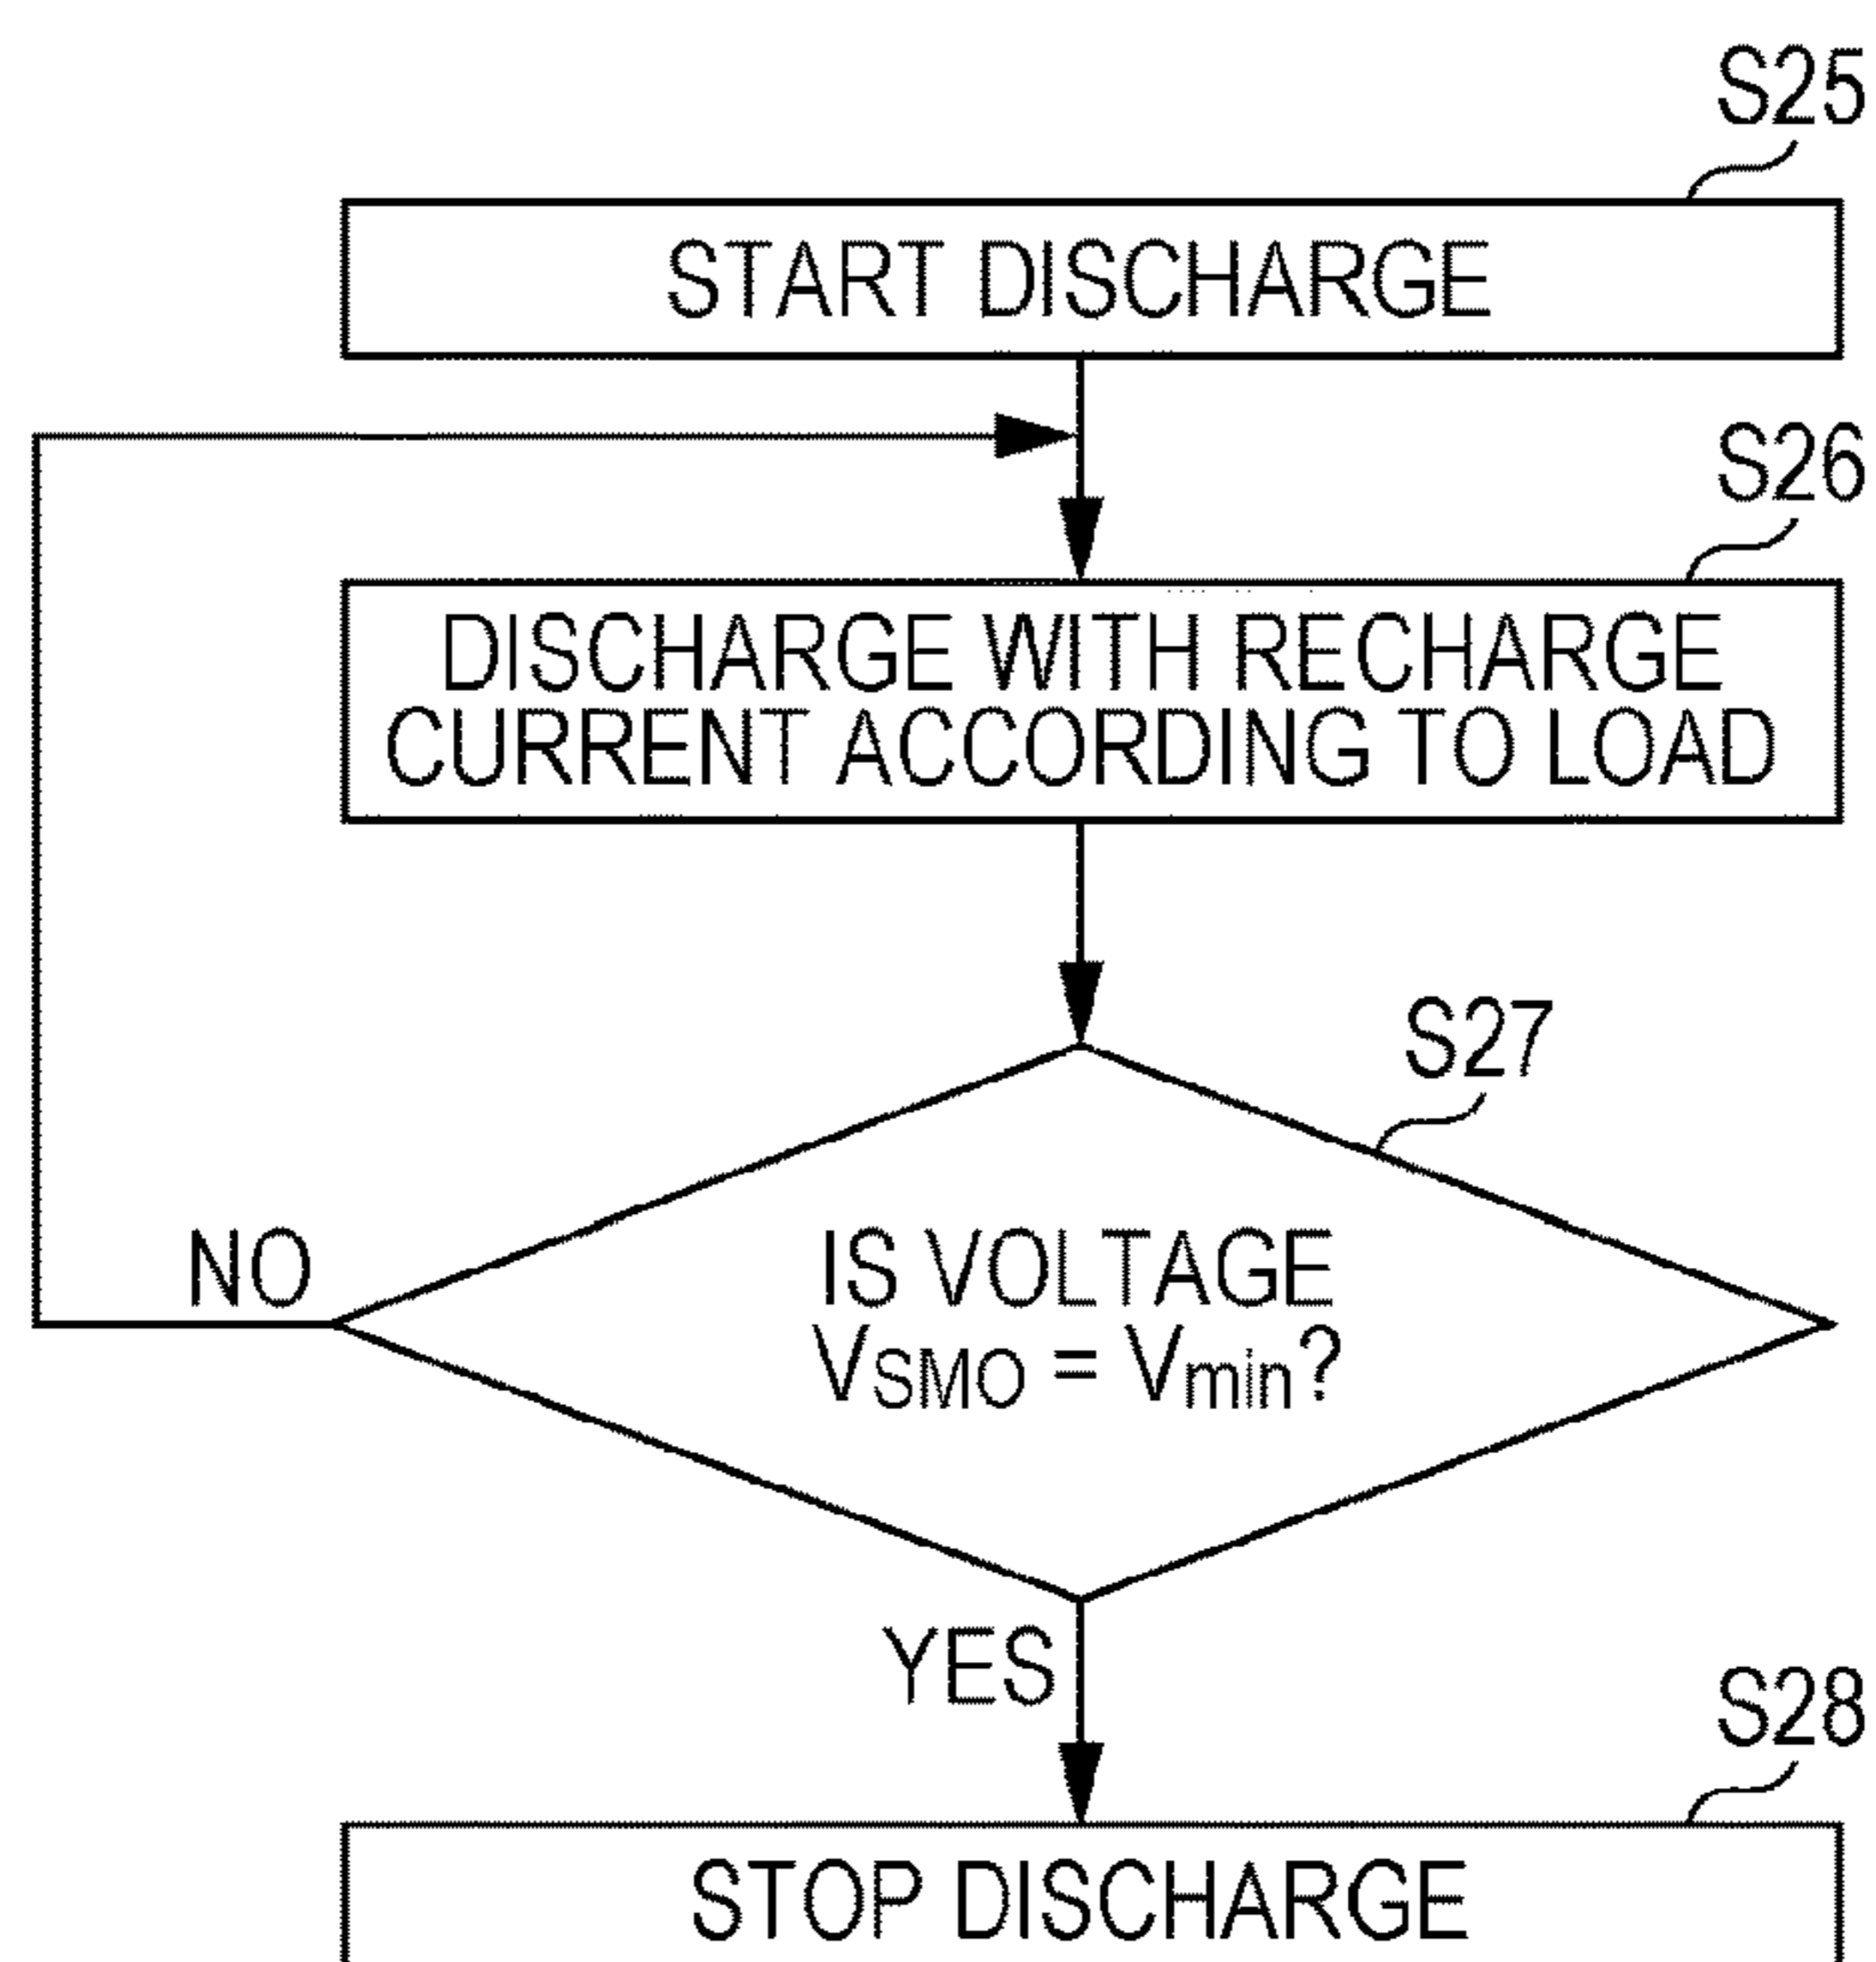 S25
START DISCHARGE
S26
DISCHARGE WITH RECHARGE
CURRENT ACCORDING TO LOAD
S27
NO
IS VOLTAGE
VSMO = Vmin?
YES
S28
STOP DISCHARGE